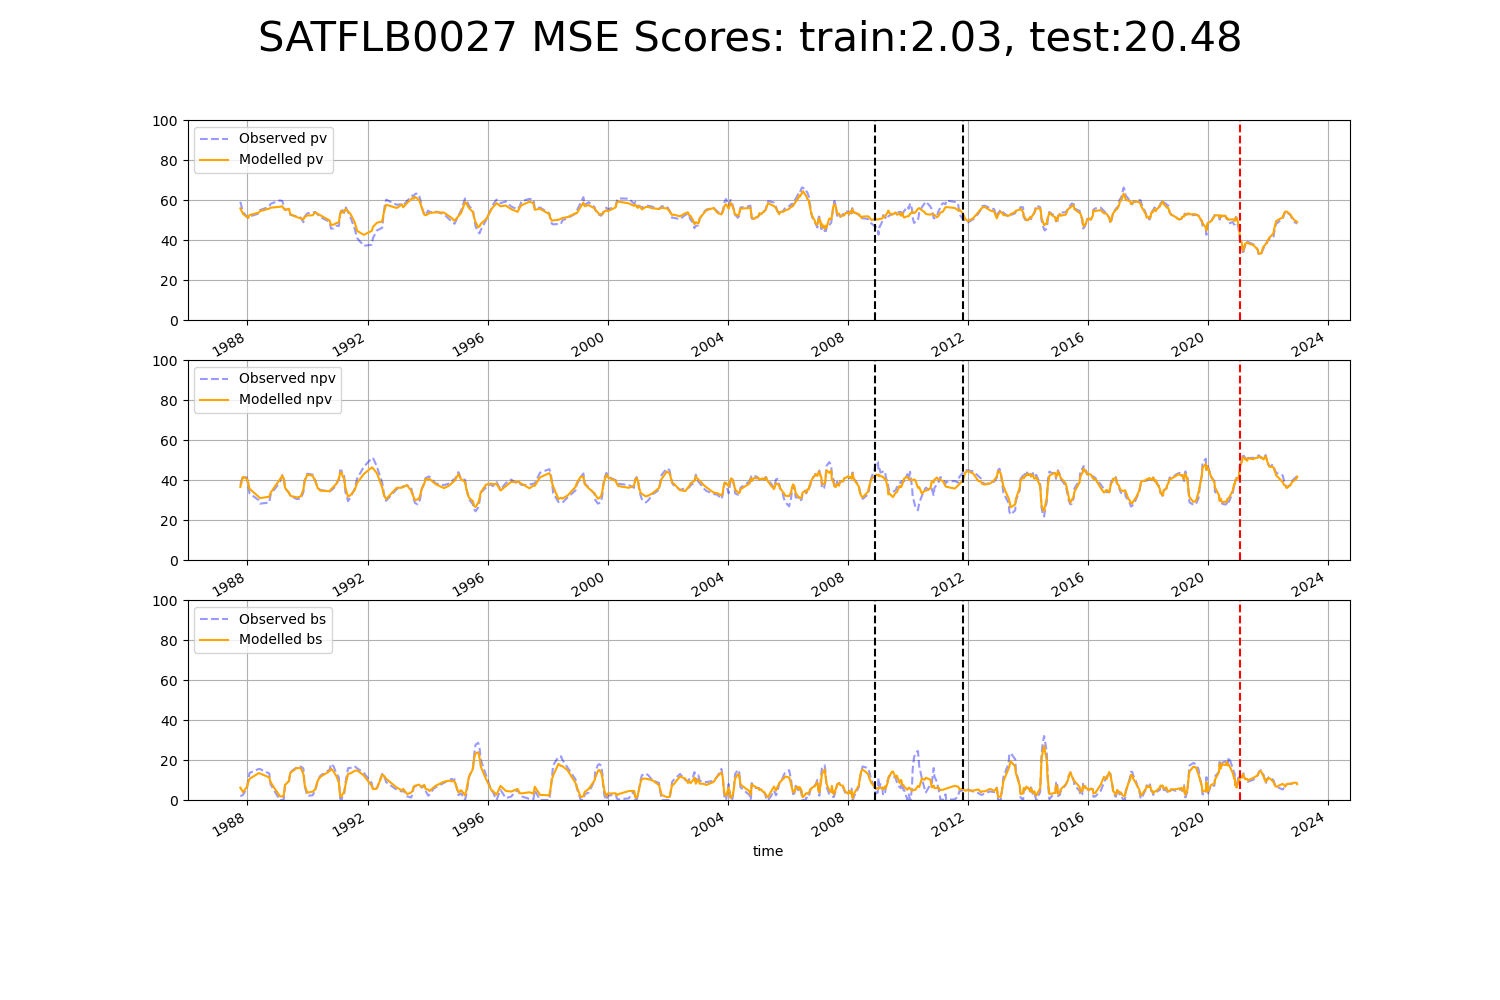 SATFLB0027 MSE Scores: train:2.03, test:20.48
100
80
60
40
20
0
Observed pv
Modelled pv
1988 1992 1996 2000 2004 2008 2012 2016 2020 2024
100
80
60
40
20
0
Observed npv
Modelled npv
1988 1992 1996 2000 2004 2008 2012 2016 2020 2024
100
80
60
40
20
0
Observed bs
Modelled bs
1988 1992 1996 2000 2004 2008 2012 2016 2020 2024
time